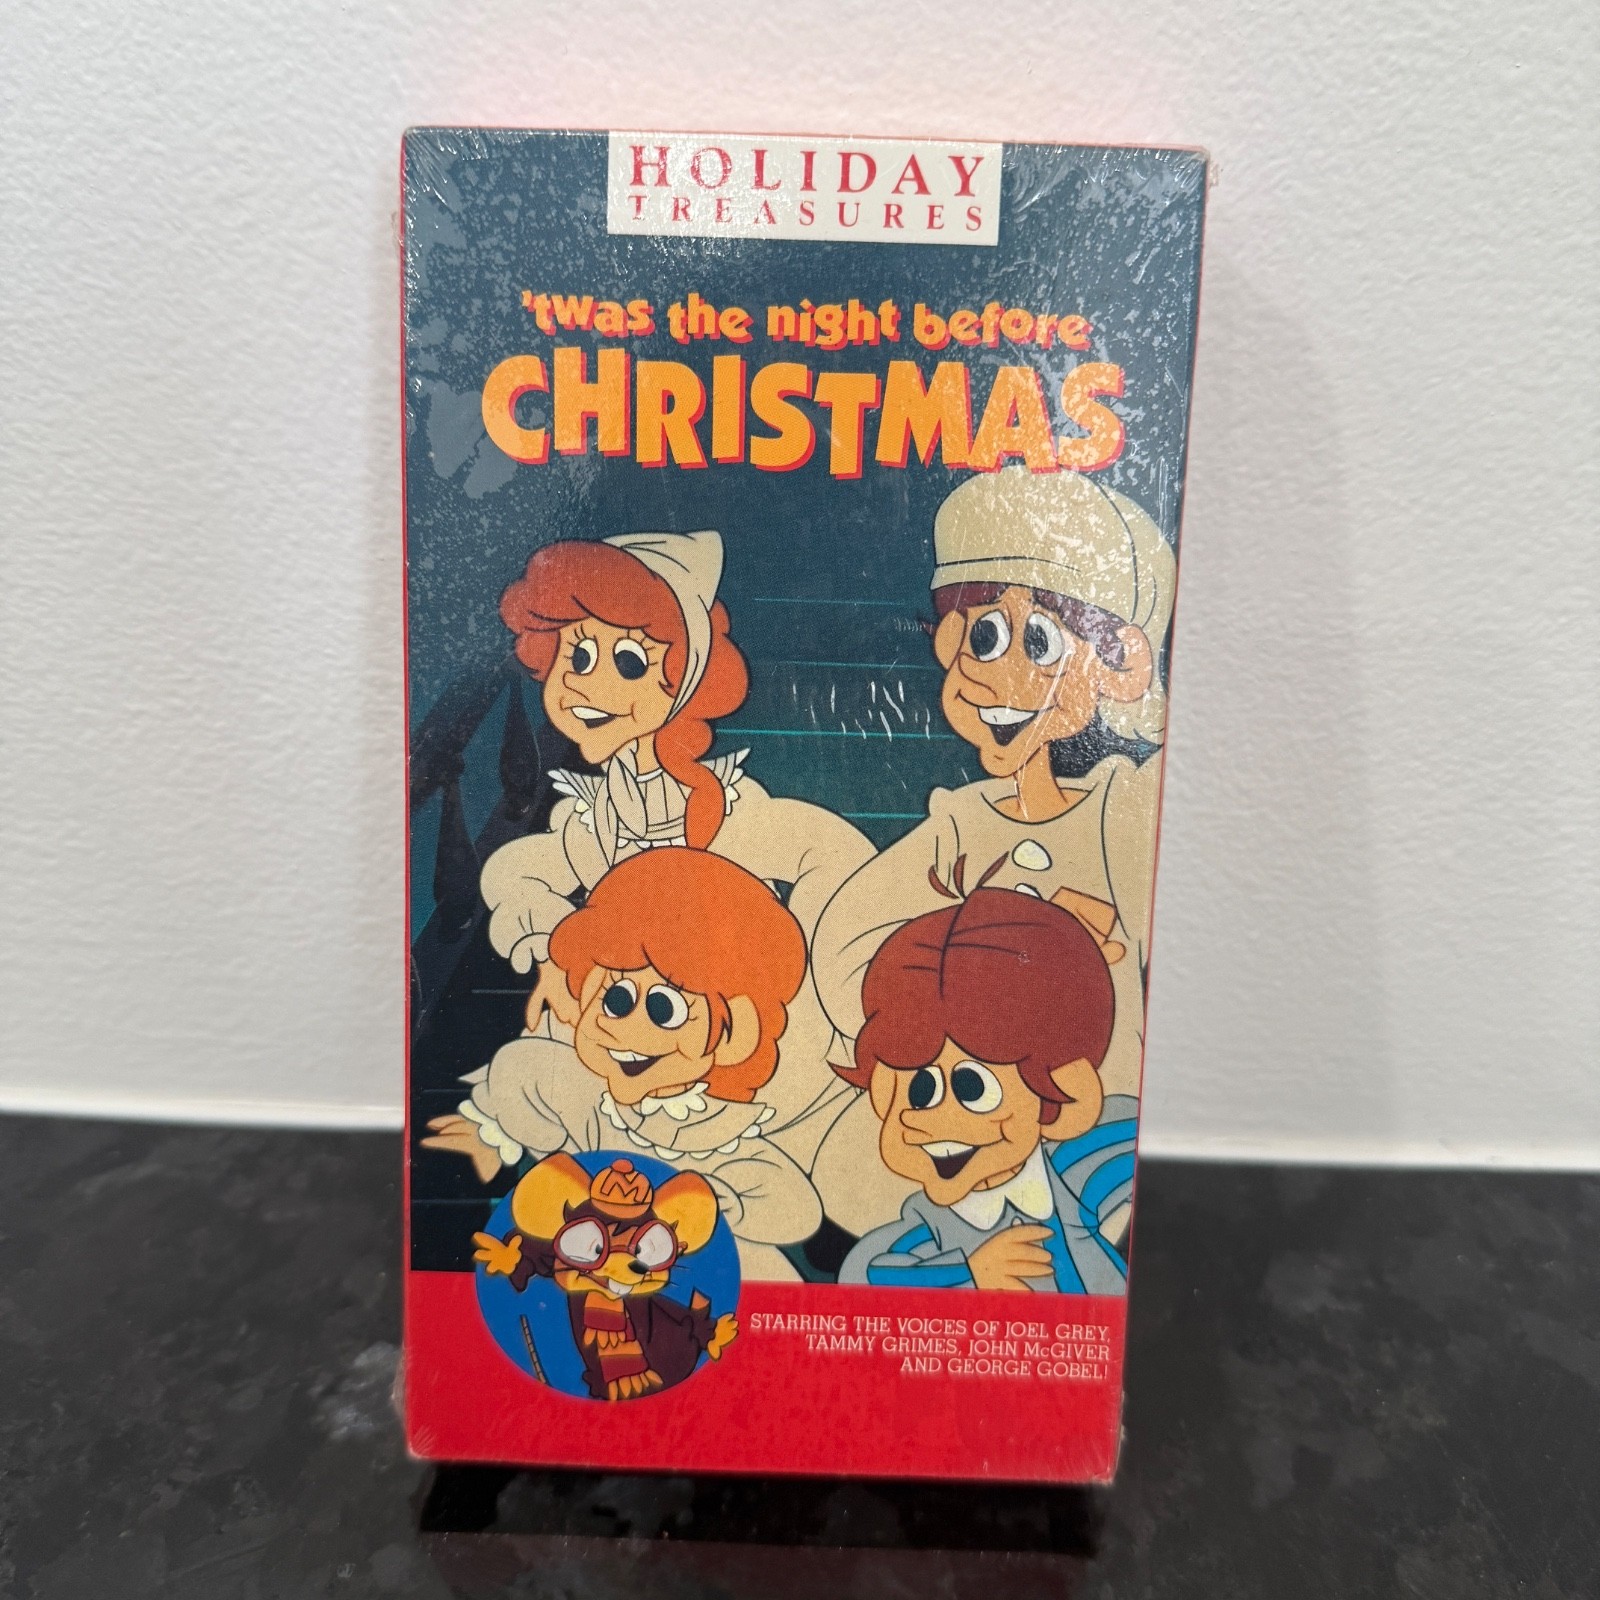 HOLIDAY
TREASURES
'twas the night before
CHRISTMAS
M
STARRING THE VOICES OF JOEL GREY,
TAMMY GRIMES, JOHN McGIVER
AND GEORGE GOBEL!